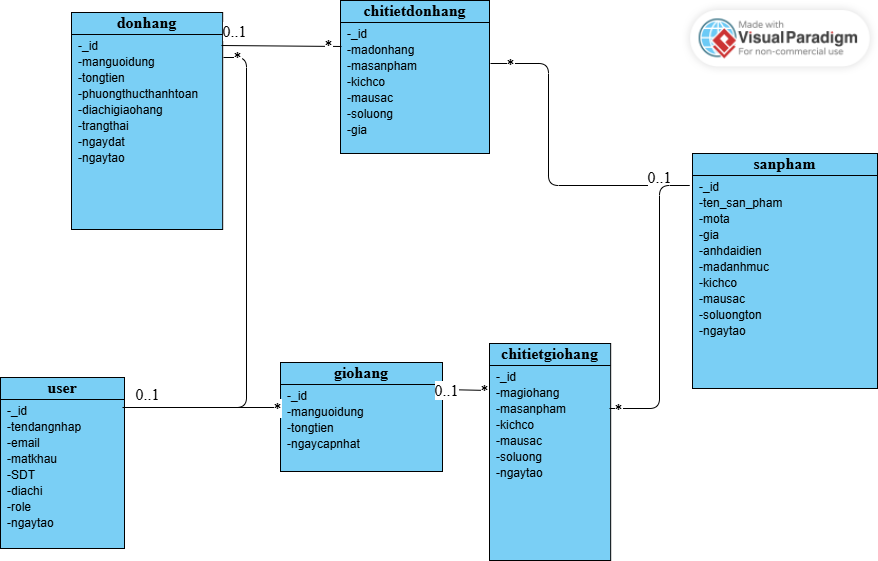 donhang
-_id
-manguoidung
-tongtien
-phuongthucthanhtoan
-diachigiaohang
-trangthai
-ngaydat
-ngaytao
0..1
*
*
chitietdonhang
-_id
-madonhang
-masanpham
-kichco
-mausac
-soluong
-gia
*
0..1
Made with
Visual Paradigm
For non-commercial use
sanpham
-_id
-ten_san_pham
-mota
-gia
-anhdaidien
-madanhmuc
-kichco
-mausac
-soluongton
-ngaytao
user
-_id
-tendangnhap
-email
-matkhau
-SDT
-diachi
-role
-ngaytao
0..1
*
giohang
-_id
-manguoidung
-tongtien
-ngaycapnhat
0..1
*
chitietgiohang
-_id
-magiohang
-masanpham
-kichco
-mausac
-soluong
-ngaytao
*